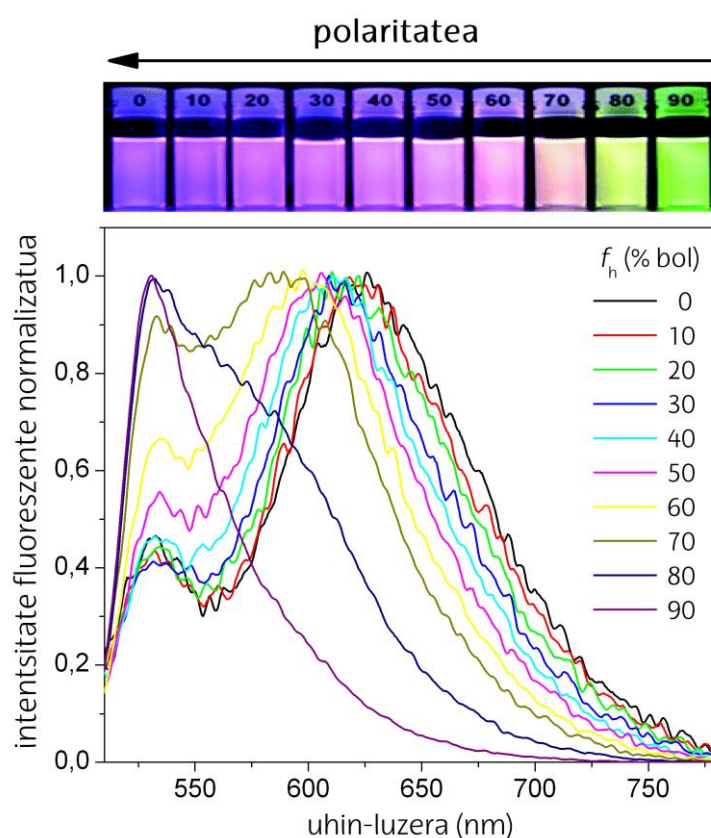 polaritatea
0 10 20 30 40 50 60 70 80 90
intentsitate fluoreszente normalizatua
1,0
0,8
0,6
0,4
0,2
0,0
fh (% bol)
0
10
20
30
40
50
60
70
80
90
550 600 650 700 750
uhin-luzera (nm)